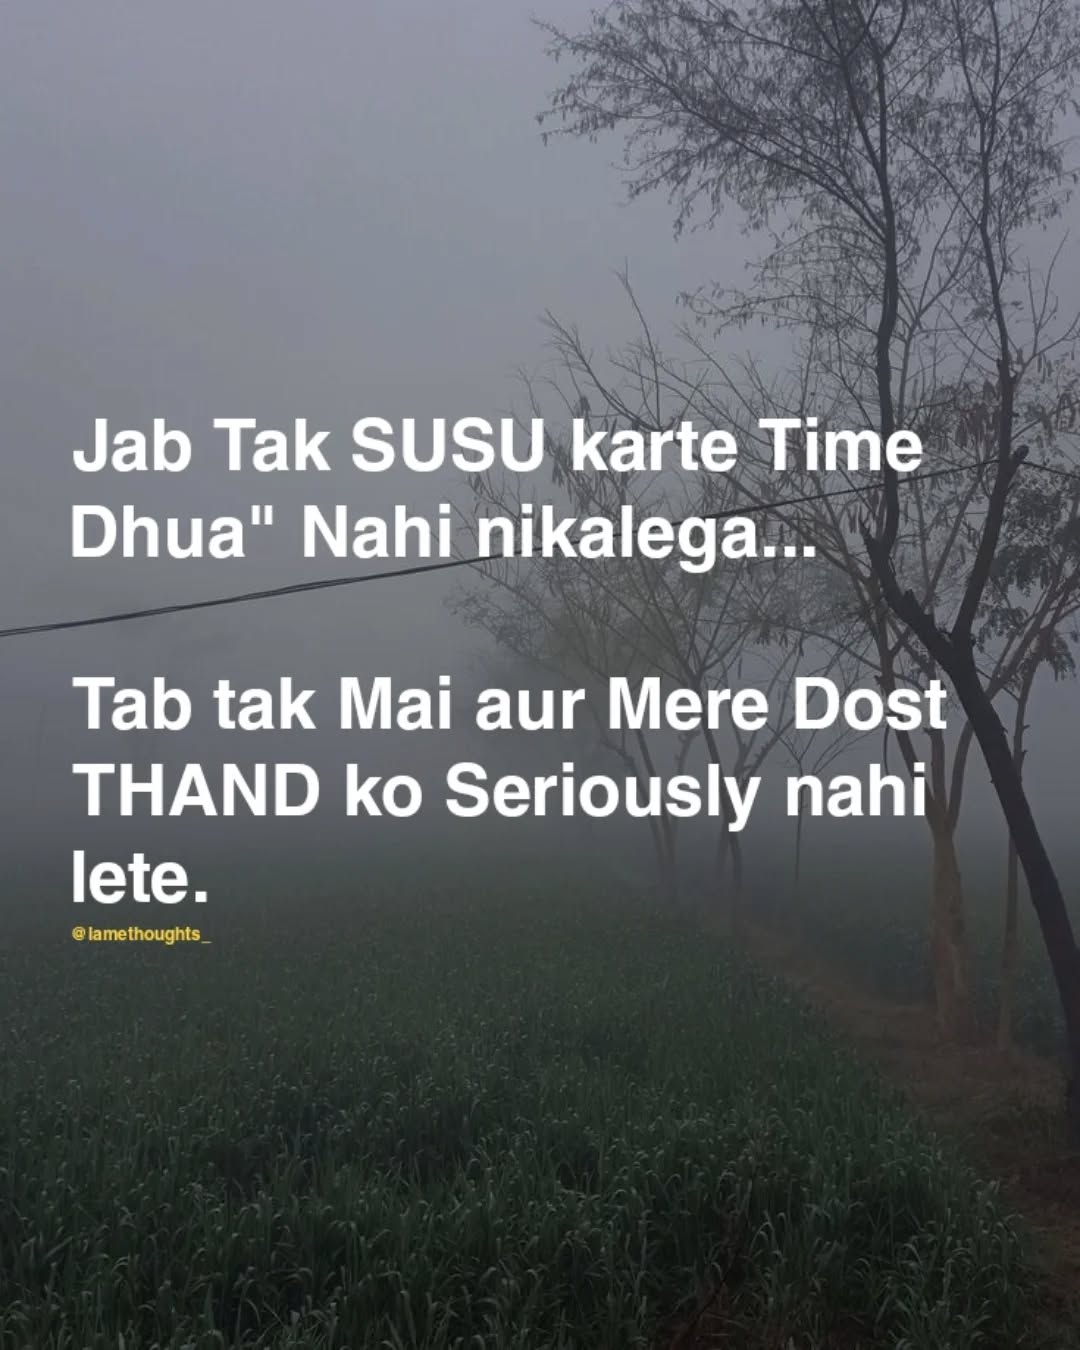 Jab Tak SUSU karte Time
Dhua" Nahi nikalega...
Tab tak Mai aur Mere Dost
THAND ko Seriously nahi
lete.
@lamethoughts_